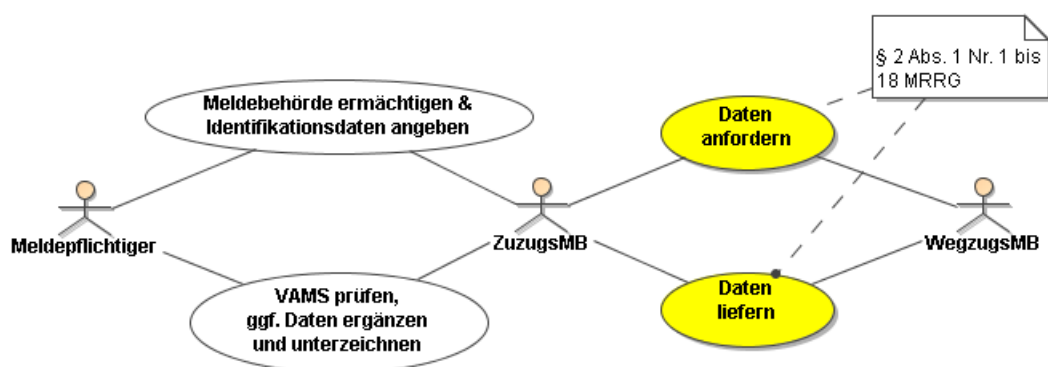 § 2 Abs. 1 Nr. 1 bis
18 MRRG
Meldebehörde ermächtigen &
Identifikationsdaten angeben
Daten
anfordern
Meldepflichtiger
ZuzugsMB
WegzugsMB
VAMS prüfen,
ggf. Daten ergänzen
und unterzeichnen
Daten
liefern